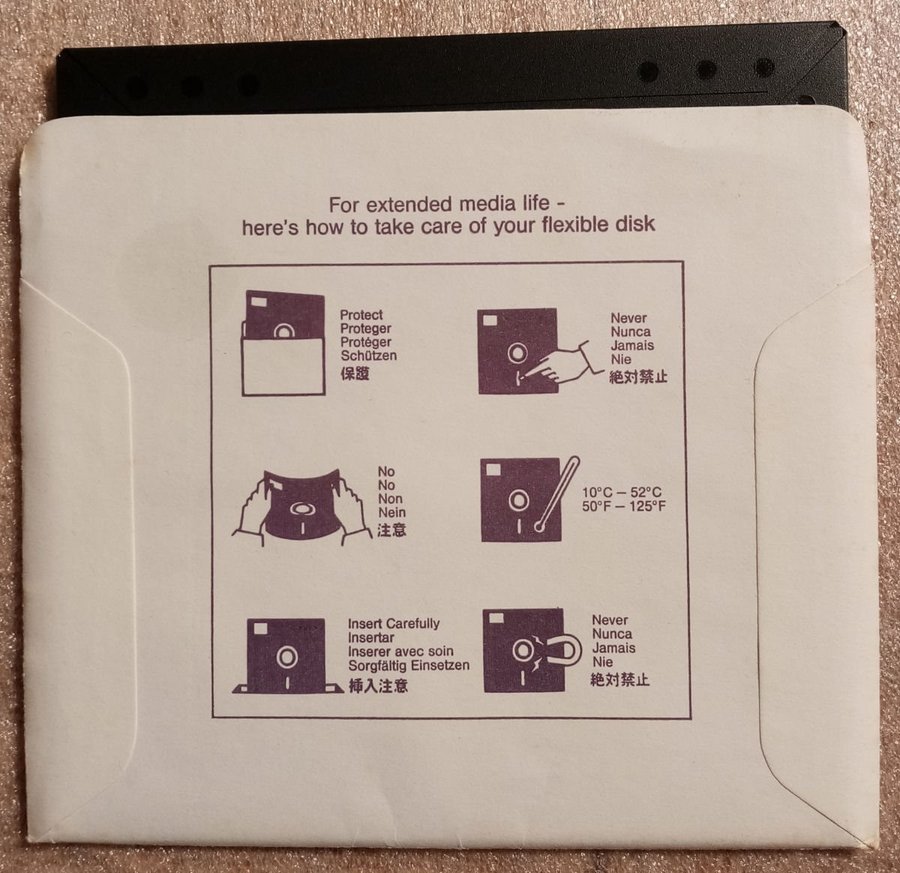 For extended media life -
here's how to take care of your flexible disk
Protect
Proteger
Protéger
Schützen
保護
Never
Nunca
Jamais
Nie
絶対禁止
No
No
Non
Nein
注意
10°C – 52°C
50°F – 125°F
Insert Carefully
Insertar
Inserer avec soin
Sorgfältig Einsetzen
挿入注意
Never
Nunca
Jamais
Nie
絶対禁止